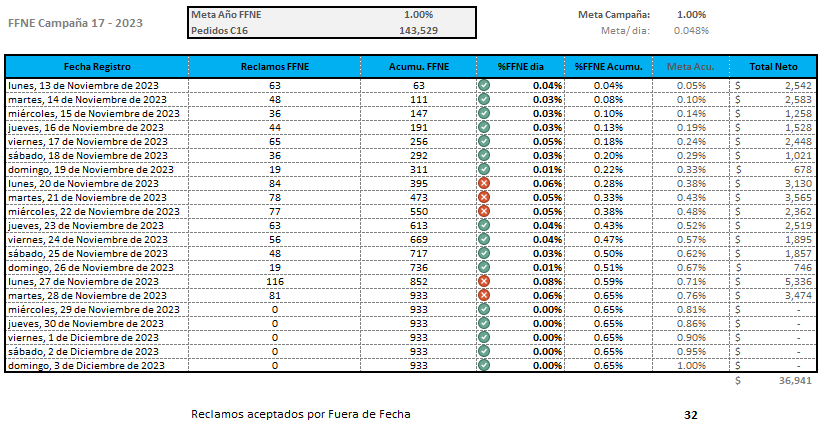 FFNE Campaña 17 - 2023
Meta Año FFNE 1.00%
Pedidos C16 143,529
Meta Campaña: 1.00%
Meta/dia: 0.048%
Fecha Registro Reclamos FFNE Acumu. FFNE %FFNE dia %FFNE Acumu. Meta Acu. Total Neto
lunes, 13 de Noviembre de 2023 63 63 0.04% 0.04% 0.05% $ 2,542
martes, 14 de Noviembre de 2023 48 111 0.03% 0.08% 0.10% $ 2,583
miércoles, 15 de Noviembre de 2023 36 147 0.03% 0.10% 0.14% $ 1,258
jueves, 16 de Noviembre de 2023 44 191 0.03% 0.13% 0.19% $ 1,528
viernes, 17 de Noviembre de 2023 65 256 0.05% 0.18% 0.24% $ 2,448
sábado, 18 de Noviembre de 2023 36 292 0.03% 0.20% 0.29% $ 1,021
domingo, 19 de Noviembre de 2023 19 311 0.01% 0.22% 0.33% $ 678
lunes, 20 de Noviembre de 2023 84 395 0.06% 0.28% 0.38% $ 3,130
martes, 21 de Noviembre de 2023 78 473 0.05% 0.33% 0.43% $ 3,565
miércoles, 22 de Noviembre de 2023 77 550 0.05% 0.38% 0.48% $ 2,362
jueves, 23 de Noviembre de 2023 63 613 0.04% 0.43% 0.52% $ 2,519
viernes, 24 de Noviembre de 2023 56 669 0.04% 0.47% 0.57% $ 1,895
sábado, 25 de Noviembre de 2023 48 717 0.03% 0.50% 0.62% $ 1,857
domingo, 26 de Noviembre de 2023 19 736 0.01% 0.51% 0.67% $ 746
lunes, 27 de Noviembre de 2023 116 852 0.08% 0.59% 0.71% $ 5,336
martes, 28 de Noviembre de 2023 81 933 0.06% 0.65% 0.76% $ 3,474
miércoles, 29 de Noviembre de 2023 0 933 0.00% 0.65% 0.81% $ -
jueves, 30 de Noviembre de 2023 0 933 0.00% 0.65% 0.86% $ -
viernes, 1 de Diciembre de 2023 0 933 0.00% 0.65% 0.90% $ -
sábado, 2 de Diciembre de 2023 0 933 0.00% 0.65% 0.95% $ -
domingo, 3 de Diciembre de 2023 0 933 0.00% 0.65% 1.00% $ -
$ 36,941
Reclamos aceptados por Fuera de Fecha 32